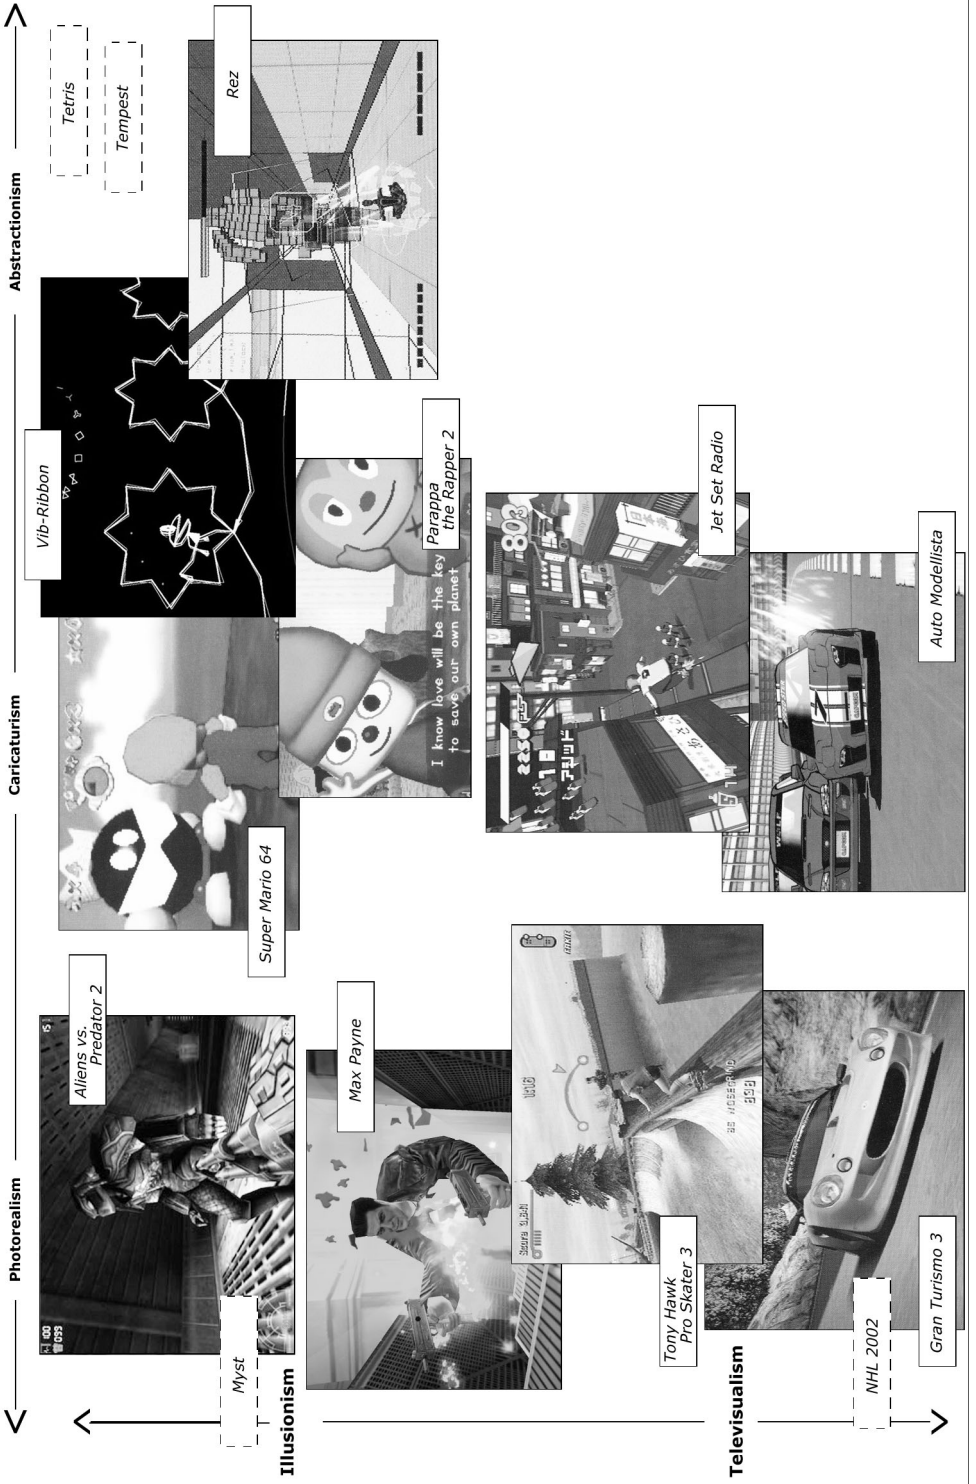 Tetris
Tempest
Rez
Vib-Ribbon
Parappa
the Rapper 2
I know love will be the key
to save our own planet
Super Mario 64
Jet Set Radio
Auto Modellista
Aliens vs.
Predator 2
Max Payne
Tony Hawk
Pro Skater 3
Gran Turismo 3
Myst
NHL 2002
Abstractionism
Caricaturism
Photorealism
Illusionism
Televisualism